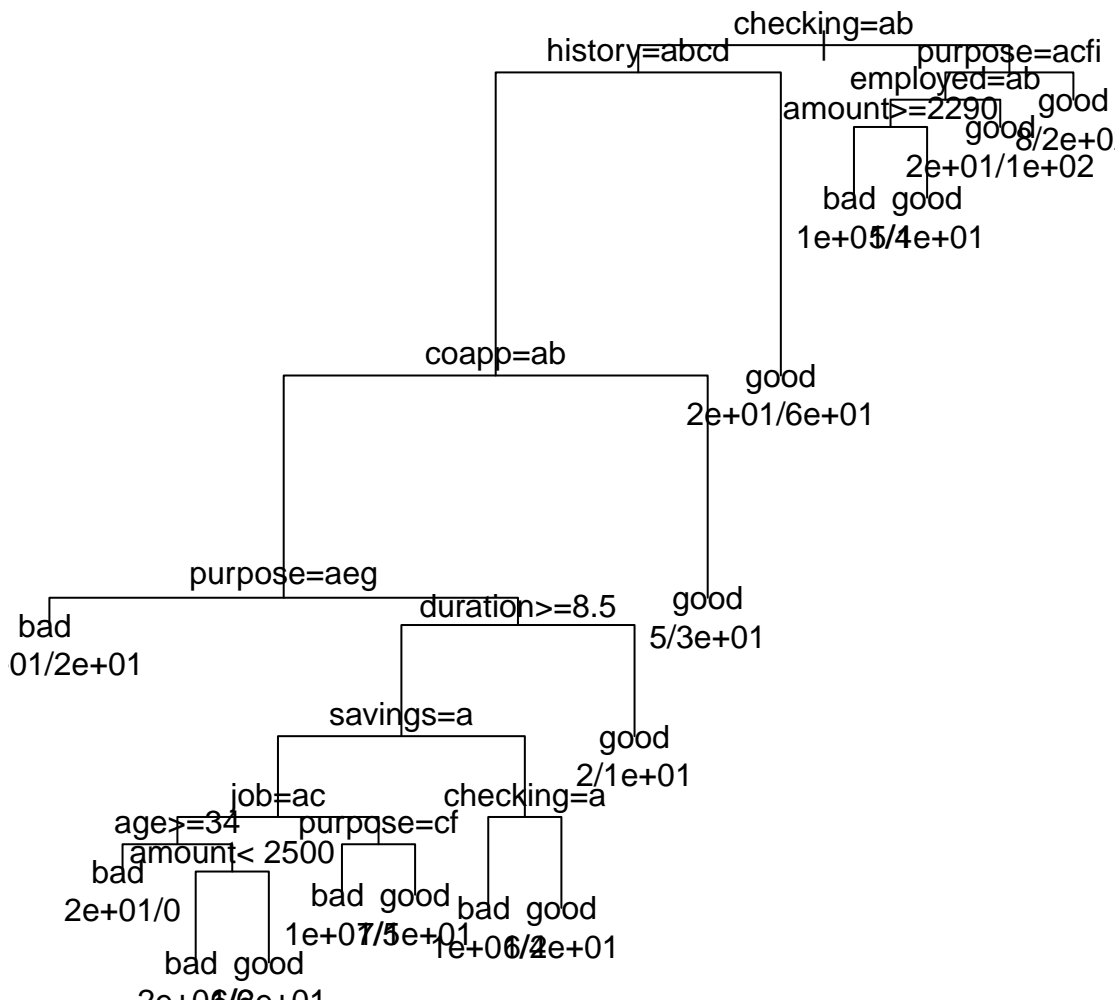 checking=ab
history=abcd
purpose=acfi
employed=ab
amount>=2290
good
good
2e+01/1e+02
bad good
coapp=ab
good
2e+01/6e+01
purpose=aeg
duration>=8.5
good
5/3e+01
bad
01/2e+01
savings=a
good
2/1e+01
job=ac
checking=a
age>=34
purpose=cf
amount< 2500
bad
2e+01/0
bad good
bad good
bad good